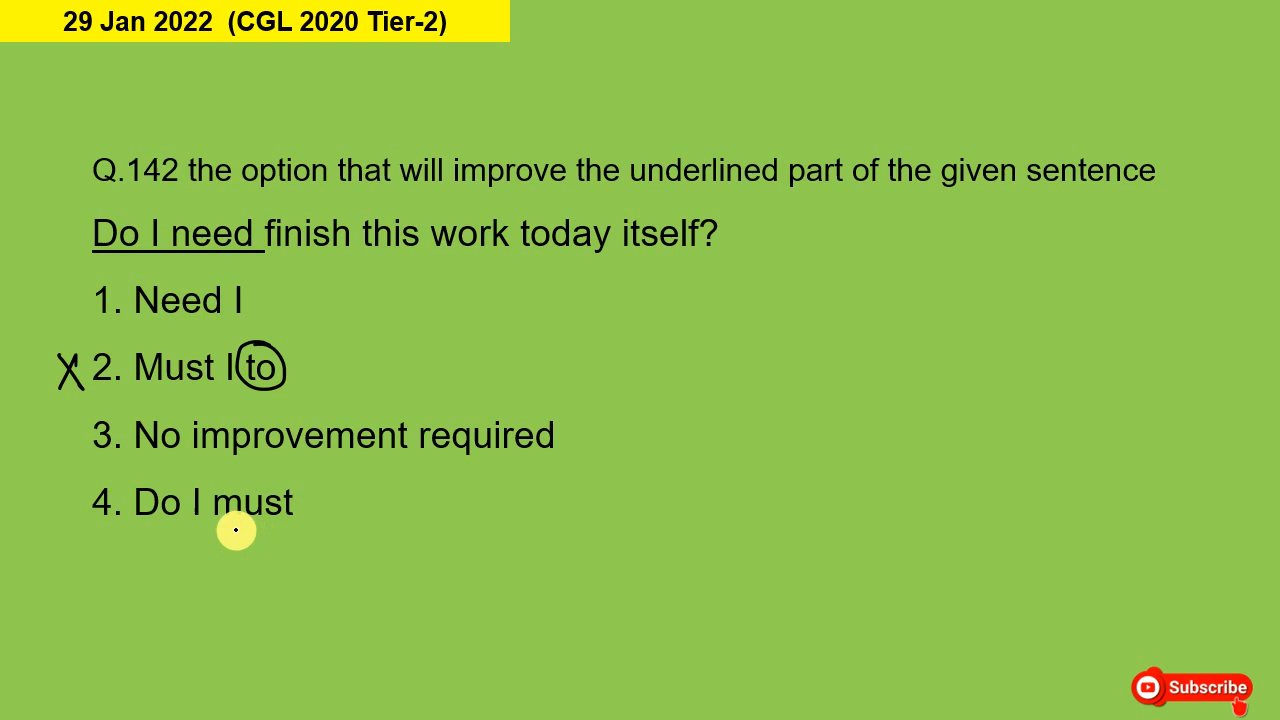 29 Jan 2022 (CGL 2020 Tier-2)
Q.142 the option that will improve the underlined part of the given sentence
Do I need finish this work today itself?
1. Need I
X 2. Must I to
3. No improvement required
4. Do I must
Subscribe